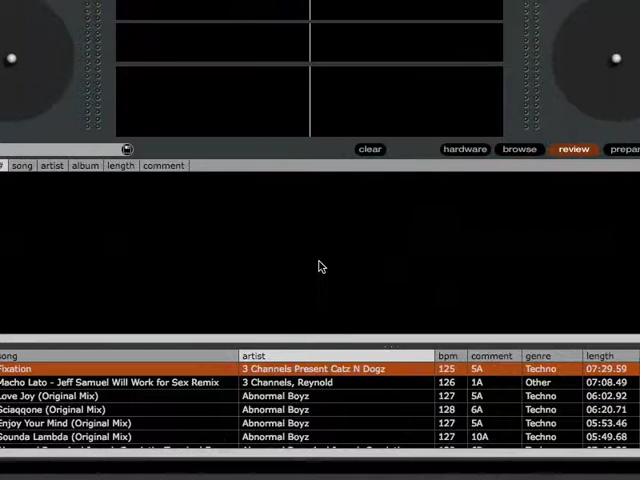 clear hardware browse review prepar
# song artist album length comment
song artist bpm comment genre length
Fixation 3 Channels Present Catz N Dogz 125 5A Techno 07:29.59
Macho Lato - Jeff Samuel Will Work for Sex Remix 3 Channels, Reynold 126 1A Other 07:08.49
Love Joy (Original Mix) Abnormal Boyz 127 5A Techno 06:02.92
Sciaqqone (Original Mix) Abnormal Boyz 128 6A Techno 06:20.71
Enjoy Your Mind (Original Mix) Abnormal Boyz 127 5A Techno 05:53.46
Sounda Lambda (Original Mix) Abnormal Boyz 127 10A Techno 05:49.68